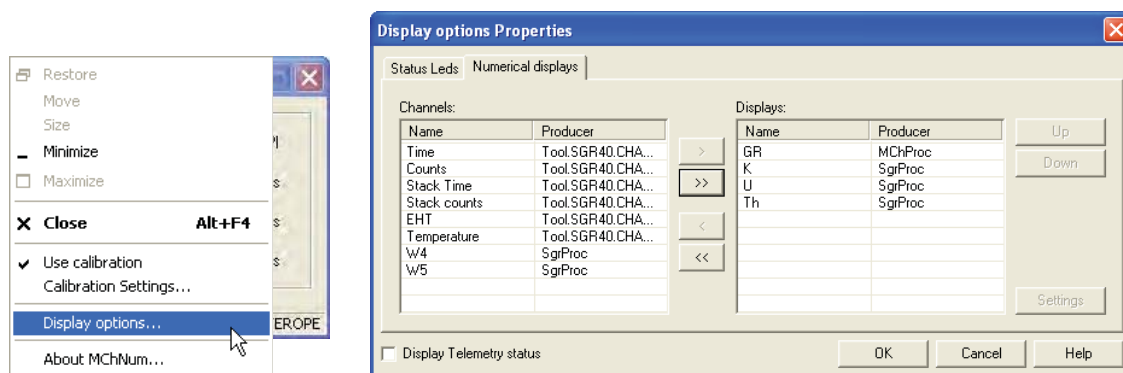 Restore
Move
Size
Minimize
Maximize
Close Alt+F4
Use calibration
Calibration Settings...
Display options...
About MChNum...
EROPE
Display options Properties
Status Leds Numerical displays
Channels:
Name Producer
Time Tool.SGR40.CHA...
Counts Tool.SGR40.CHA...
Stack Time Tool.SGR40.CHA...
Stack counts Tool.SGR40.CHA...
EHT Tool.SGR40.CHA...
Temperature Tool.SGR40.CHA...
W4 SgrProc
W5 SgrProc
>
>>
<
<<
Displays:
Name Producer
GR MChProc
K SgrProc
U SgrProc
Th SgrProc
Up
Down
Settings
Display Telemetry status
OK Cancel Help